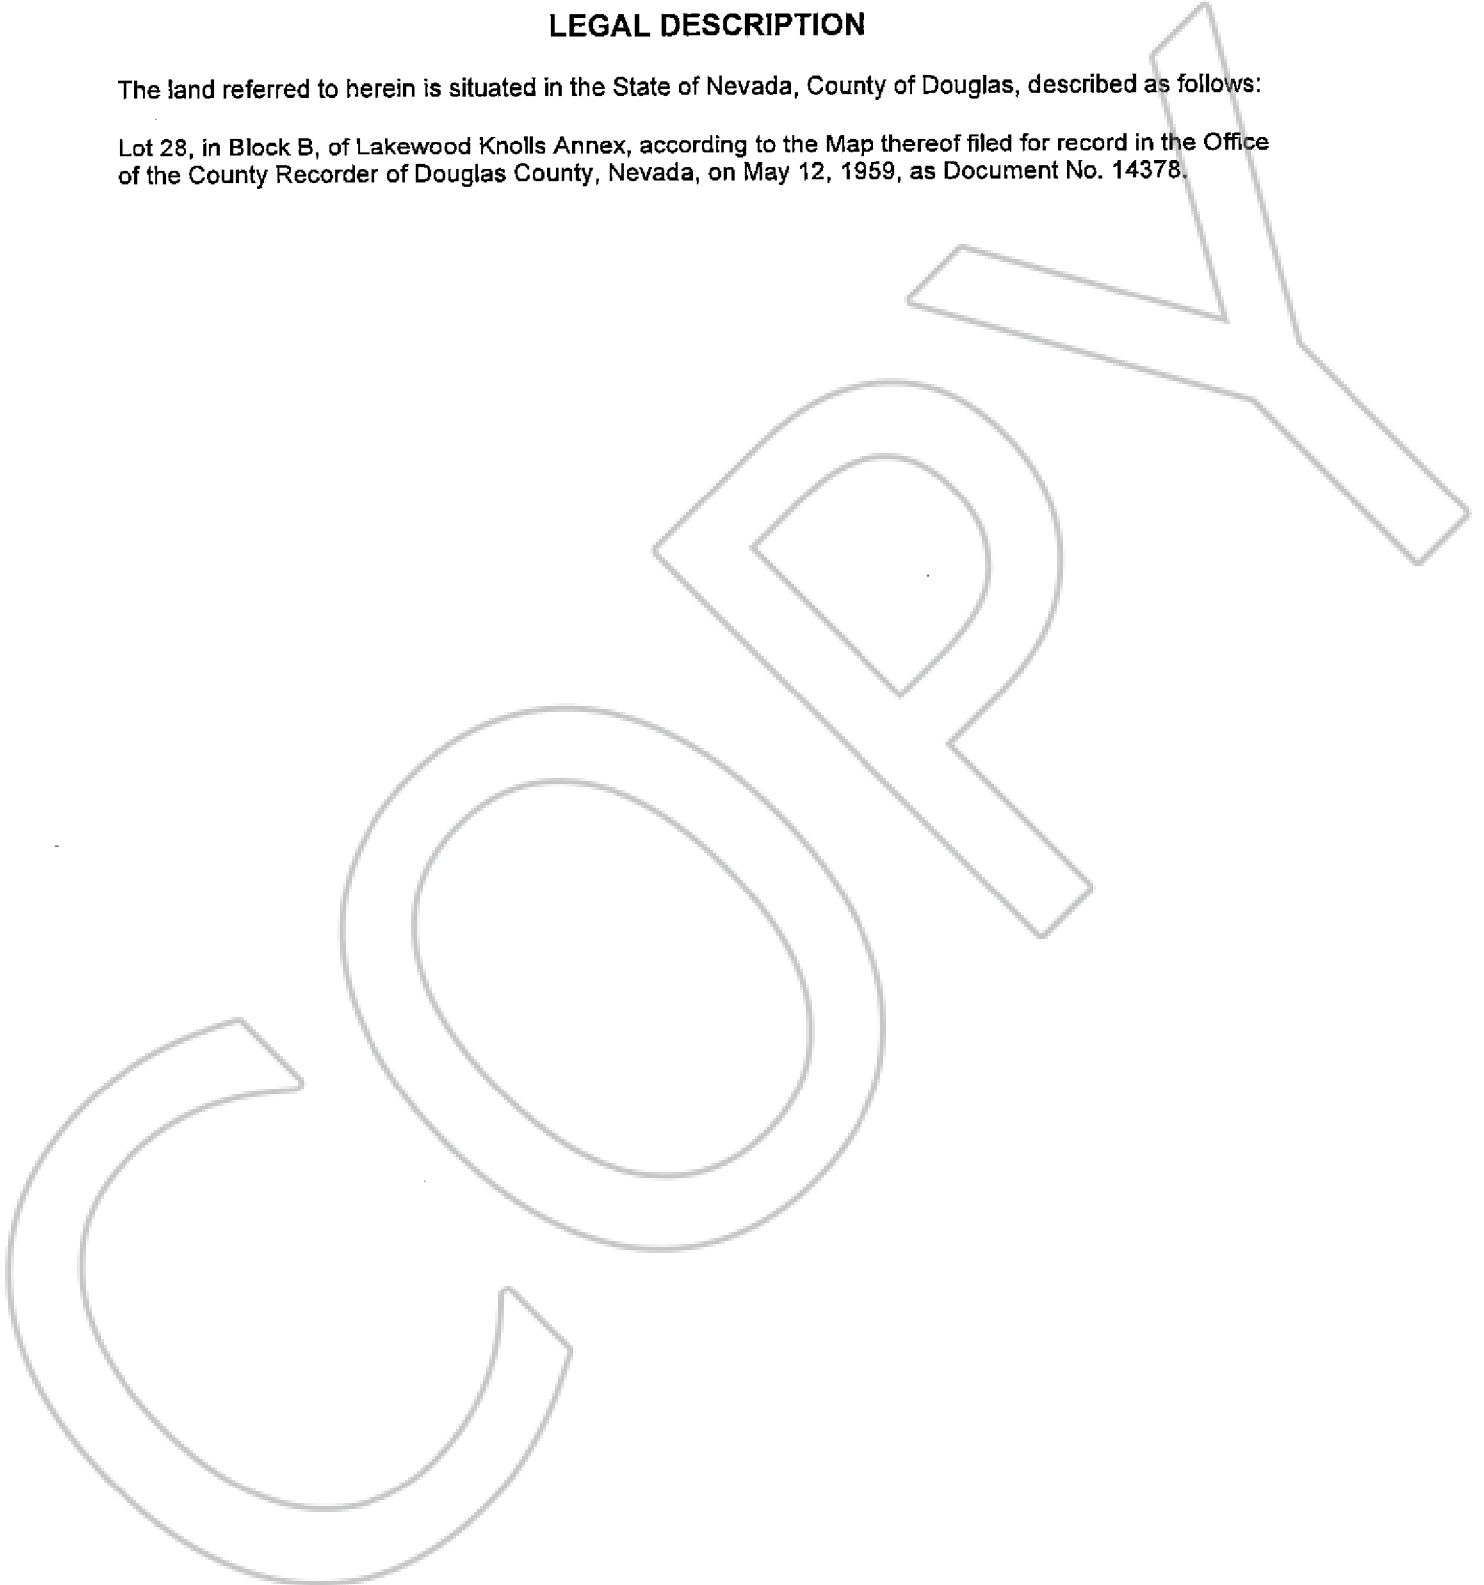 LEGAL DESCRIPTION
The land referred to herein is situated in the State of Nevada, County of Douglas, described as follows:
Lot 28, in Block B, of Lakewood Knolls Annex, according to the Map thereof filed for record in the Office
of the County Recorder of Douglas County, Nevada, on May 12, 1959, as Document No. 14378.
COPY